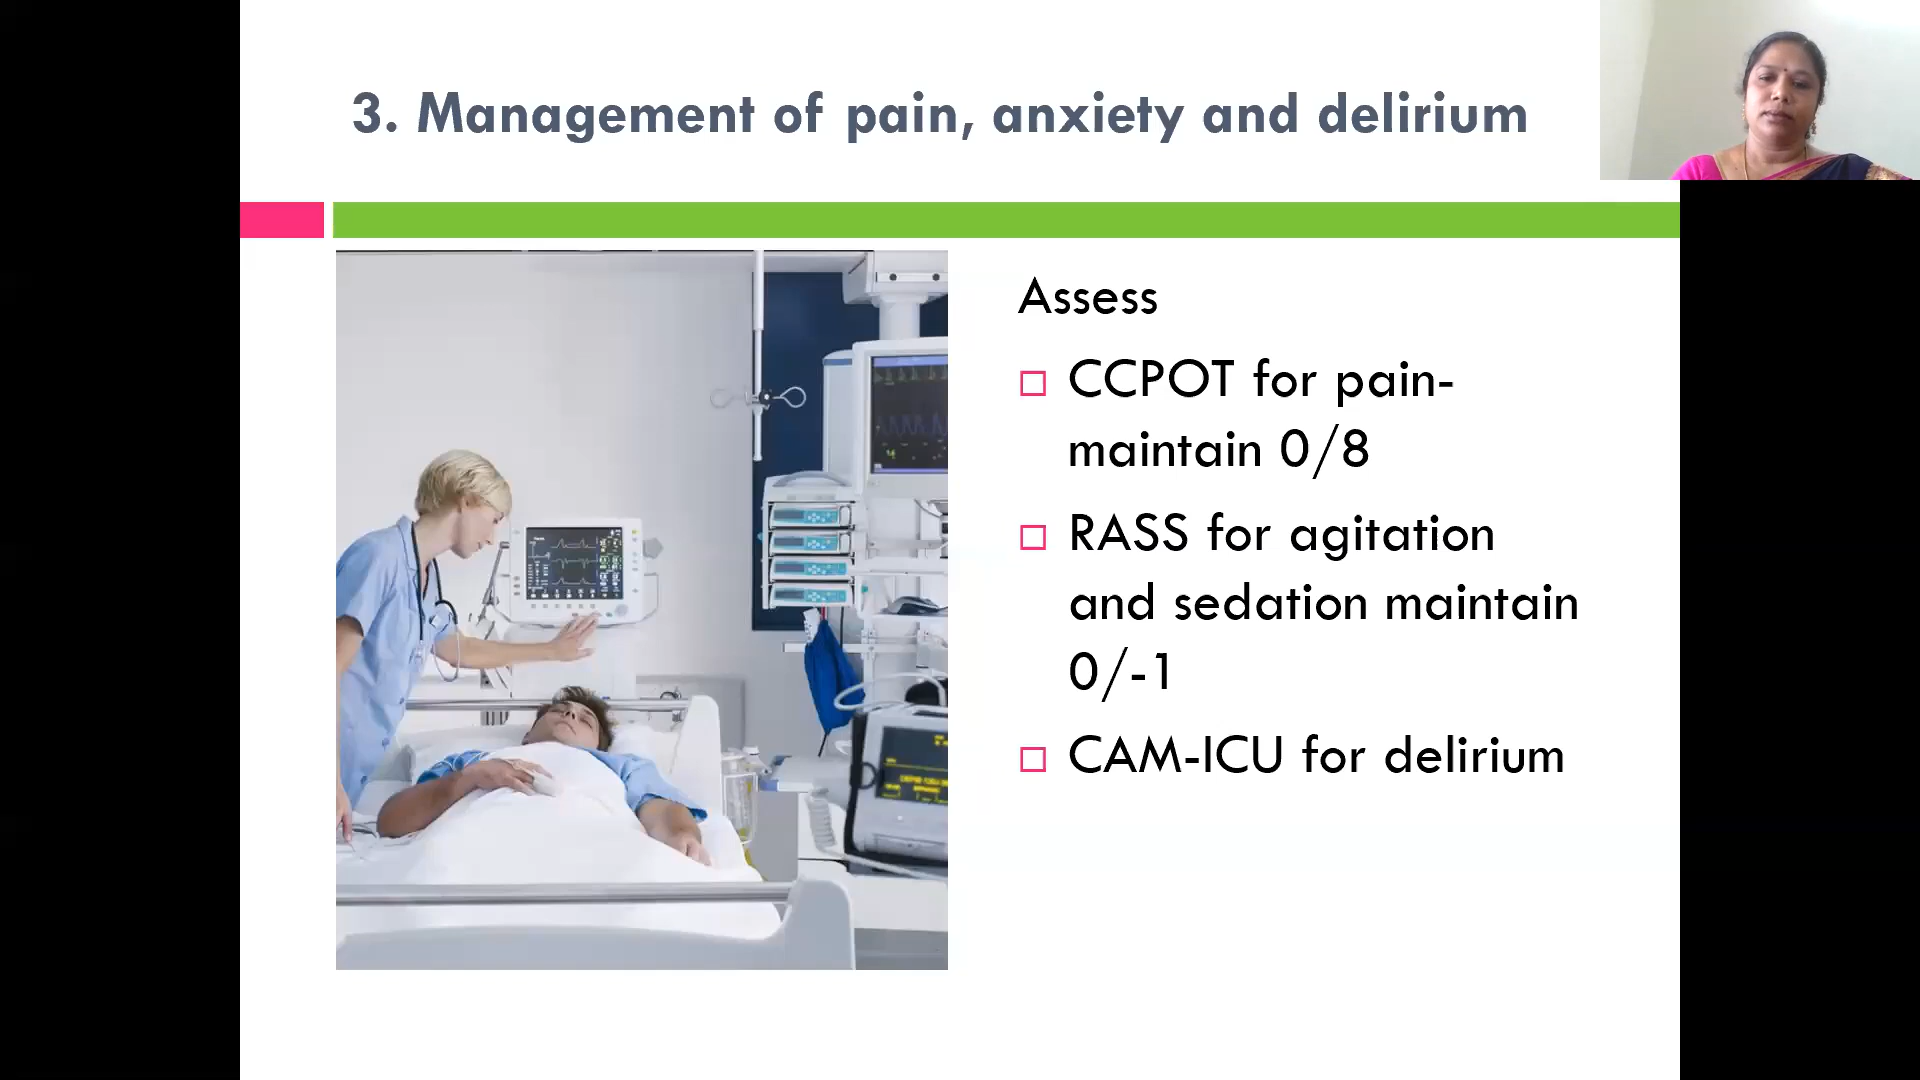 3. Management of pain, anxiety and delirium
Assess
CCPOT for pain-
maintain 0/8
RASS for agitation
and sedation maintain
0/-1
CAM-ICU for delirium